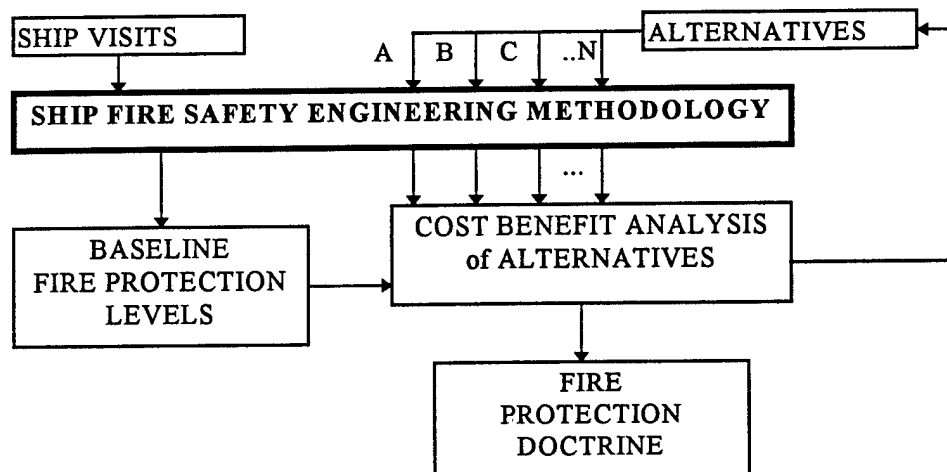 SHIP VISITS
ALTERNATIVES
A B C ..N
SHIP FIRE SAFETY ENGINEERING METHODOLOGY
...
BASELINE
FIRE PROTECTION
LEVELS
COST BENEFIT ANALYSIS
of ALTERNATIVES
FIRE
PROTECTION
DOCTRINE